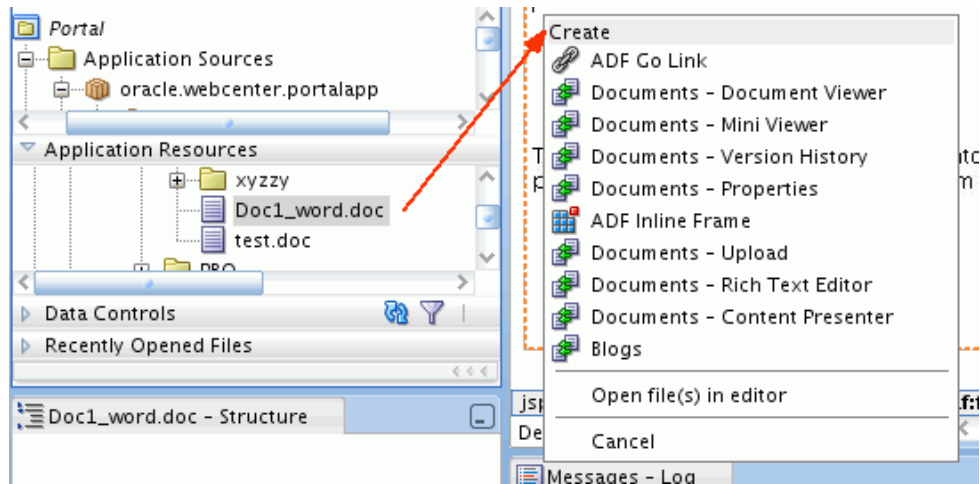 Portal
Application Sources
oracle.webcenter.portalapp
Application Resources
xyzzy
Doc1_word.doc
test.doc
Data Controls
Recently Opened Files
Doc1_word.doc - Structure
Create
ADF Go Link
Documents - Document Viewer
Documents - Mini Viewer
Documents - Version History
Documents - Properties
ADF Inline Frame
Documents - Upload
Documents - Rich Text Editor
Documents - Content Presenter
Blogs
Open file(s) in editor
Cancel
Messages - Log